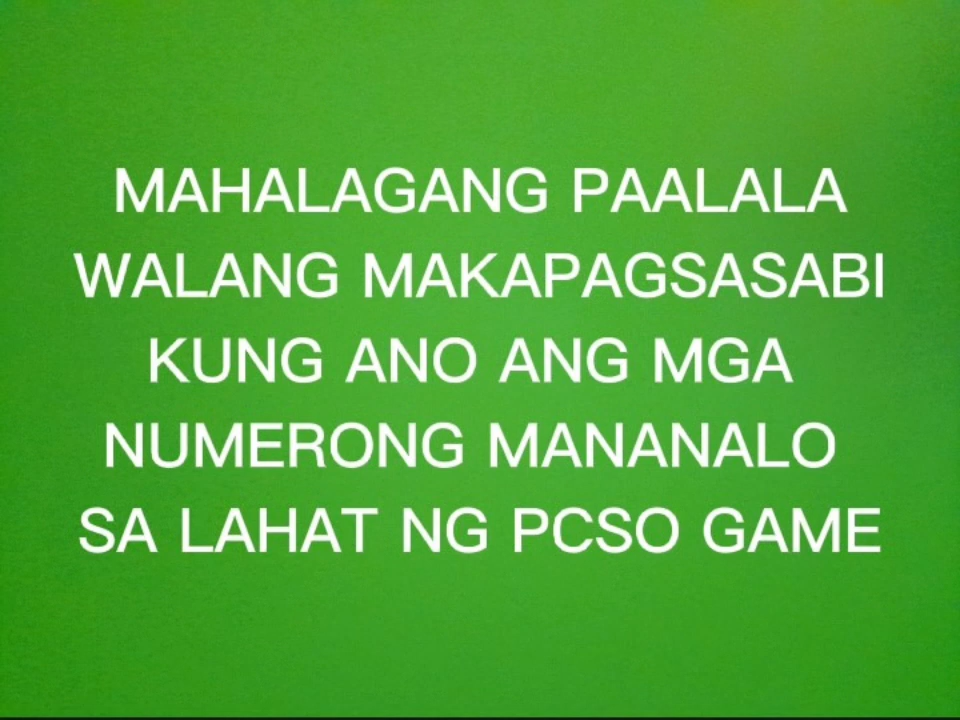 MAHALAGANG PAALALA
WALANG MAKAPAGSASABI
KUNG ANO ANG MGA
NUMERONG MANANALO
SA LAHAT NG PCSO GAME